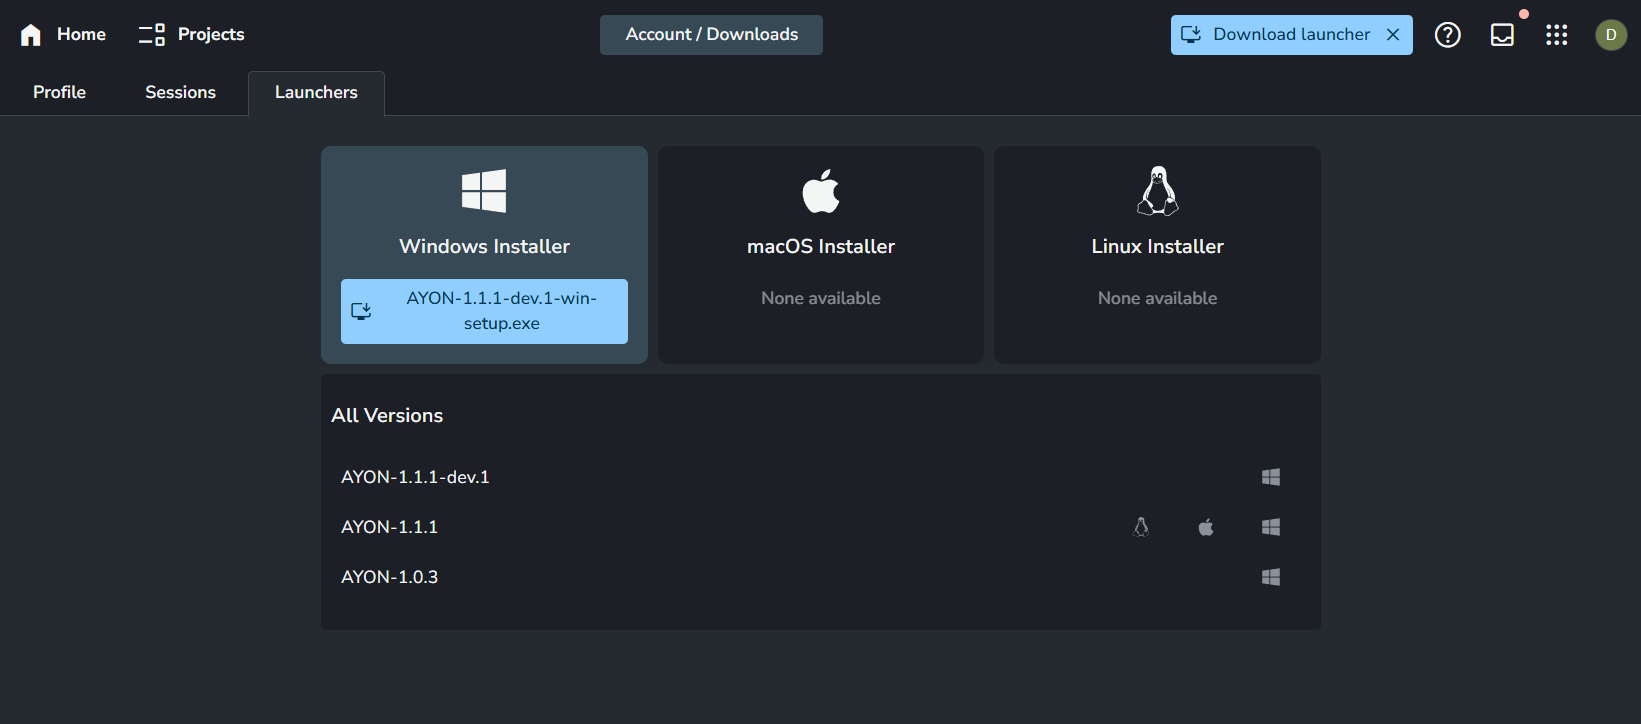 Home
Projects
Account / Downloads
Download launcher
D
Profile
Sessions
Launchers
Windows Installer
AYON-1.1.1-dev.1-win-
setup.exe
macOS Installer
None available
Linux Installer
None available
All Versions
AYON-1.1.1-dev.1
AYON-1.1.1
AYON-1.0.3